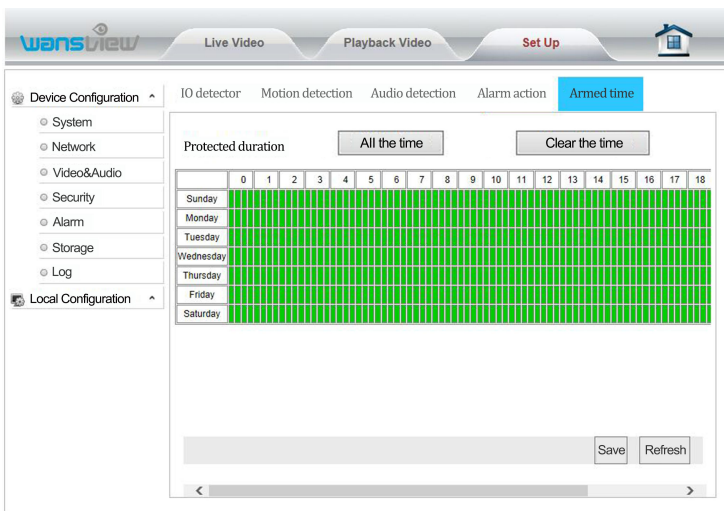 wansview
Live Video
Playback Video
Set Up
Device Configuration
System
Network
Video&Audio
Security
Alarm
Storage
Log
Local Configuration
IO detector Motion detection Audio detection Alarm action Armed time
Protected duration
All the time
Clear the time
0 1 2 3 4 5 6 7 8 9 10 11 12 13 14 15 16 17 18
Sunday
Monday
Tuesday
Wednesday
Thursday
Friday
Saturday
Save
Refresh